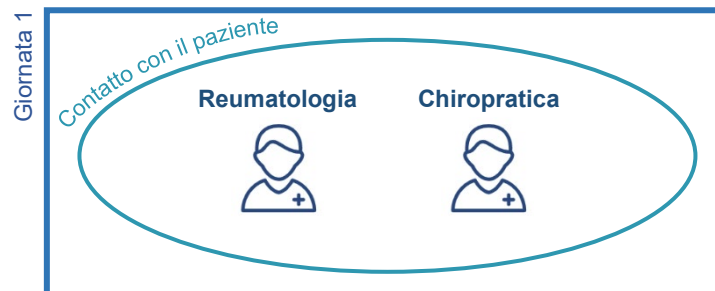 Giornata 1
Contatto con il paziente
Reumatologia
Chiropratica